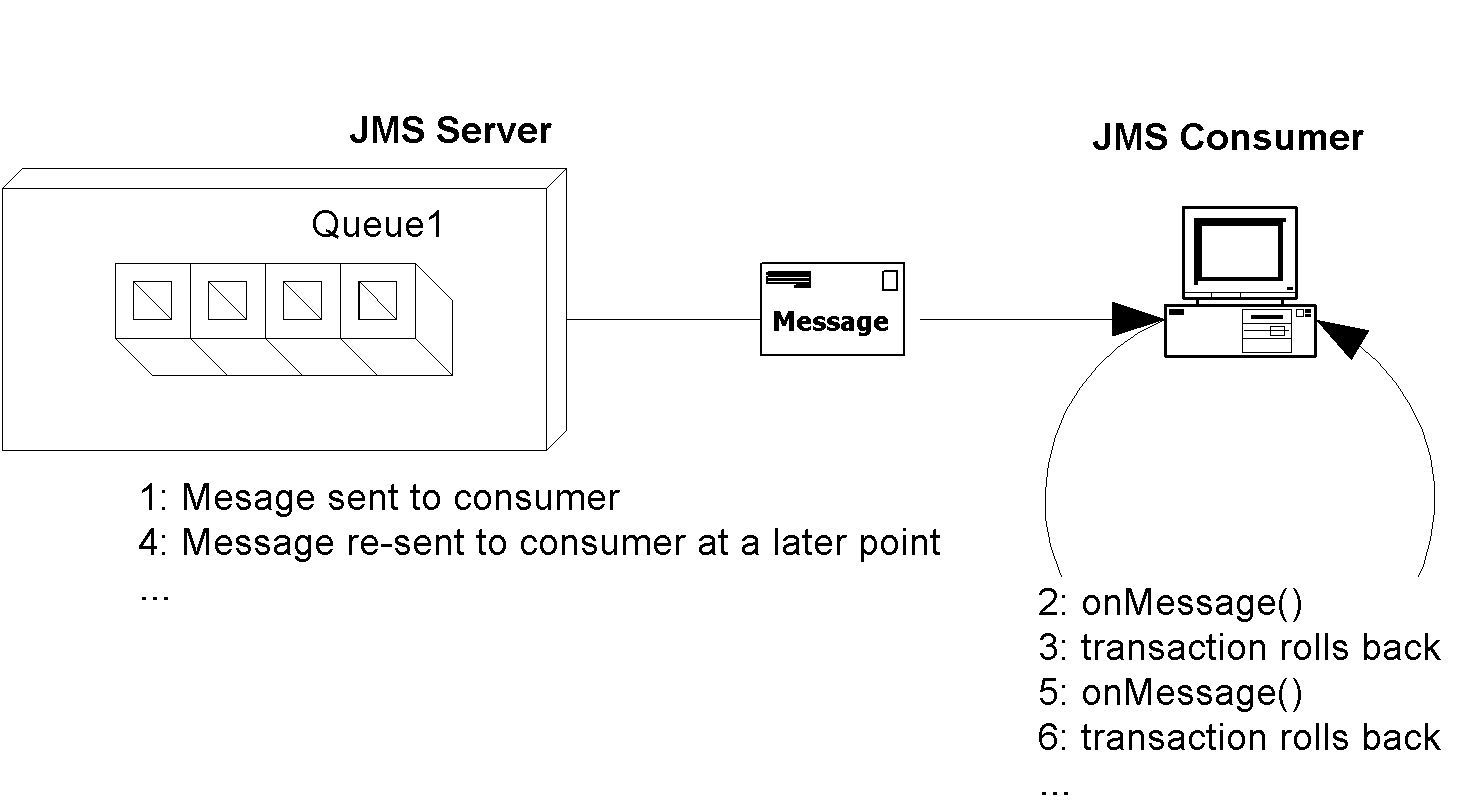 JMS Server
JMS Consumer
Queue1
Message
1: Mesage sent to consumer
4: Message re-sent to consumer at a later point
...
2: onMessage()
3: transaction rolls back
5: onMessage()
6: transaction rolls back
...